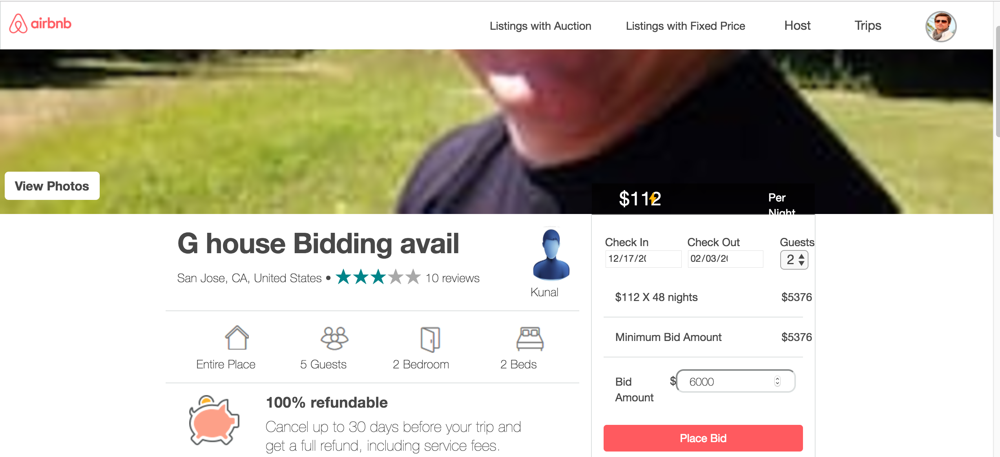 airbnb
Listings with Auction
Listings with Fixed Price
Host
Trips
View Photos
$112
Per
Night
G house Bidding avail
San Jose, CA, United States • 10 reviews
Kunal
Entire Place
5 Guests
2 Bedroom
2 Beds
100% refundable
Cancel up to 30 days before your trip and
get a full refund, including service fees.
Check In
Check Out
Guests
12/17/20
02/03/20
2
$112 X 48 nights
$5376
Minimum Bid Amount
$5376
Bid
Amount
$ 6000
Place Bid